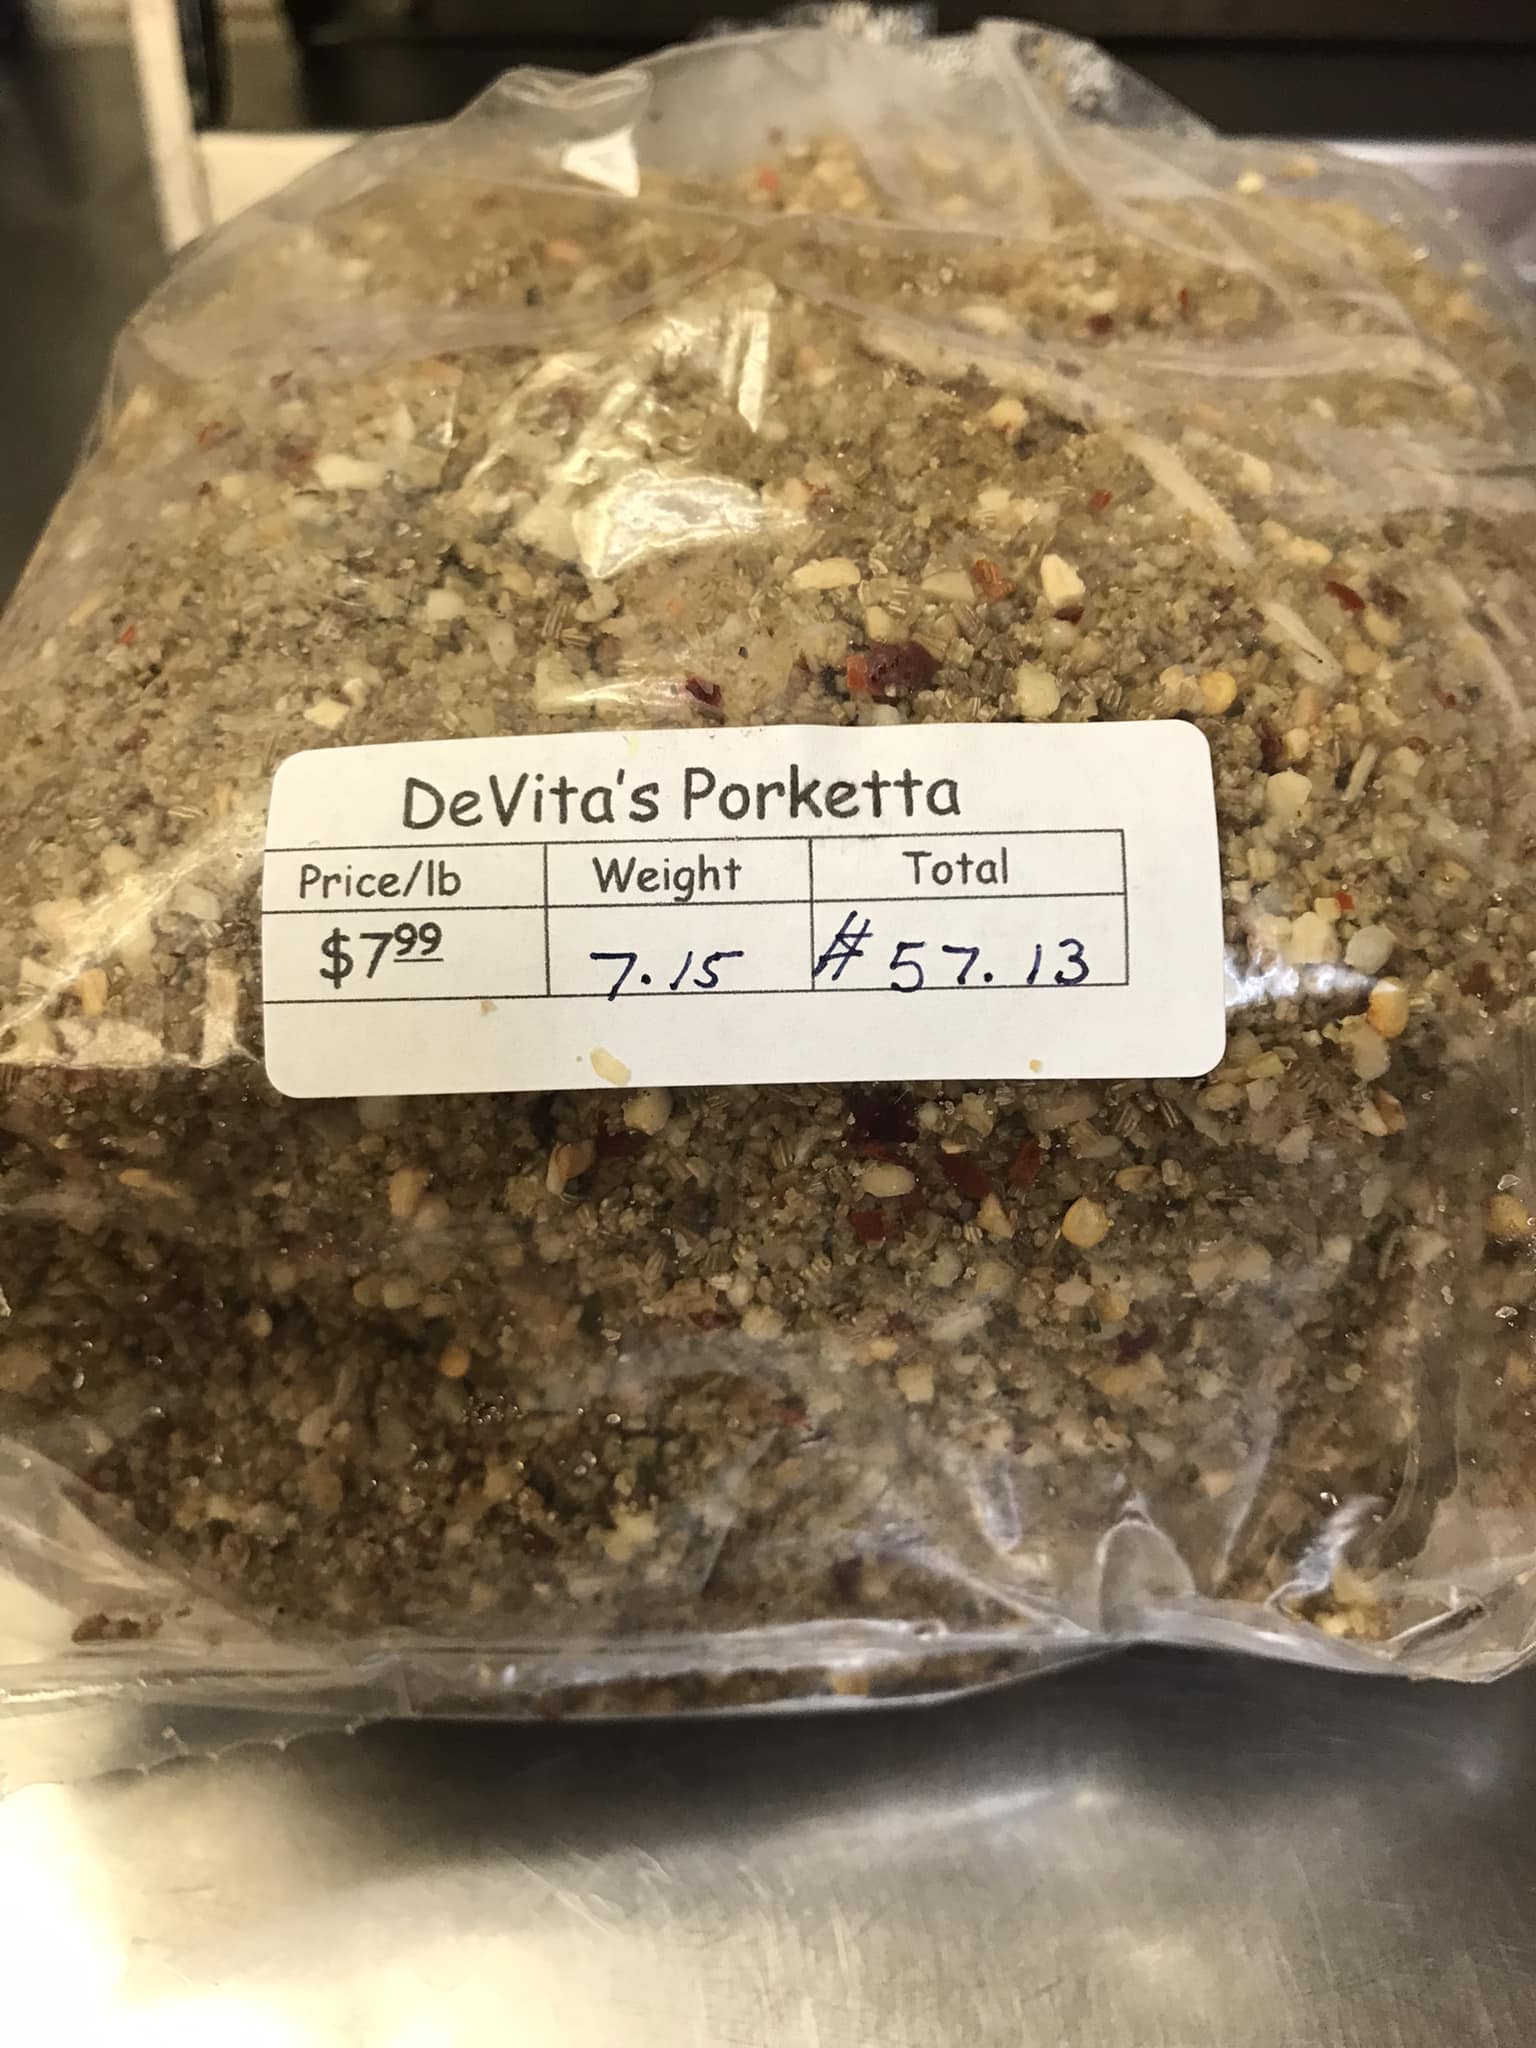 DeVita's Porketta
Price/lb Weight Total
$7.99 7.15 $ 57.13